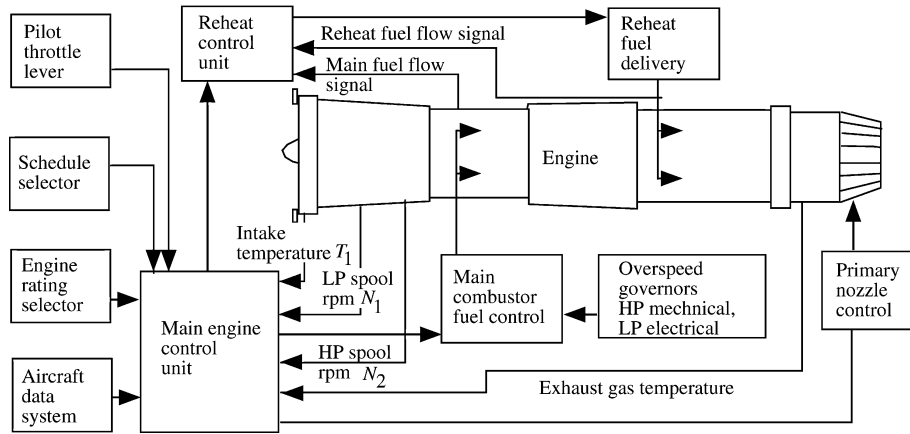 Pilot
throttle
lever
Reheat
control
unit
Reheat fuel flow signal
Main fuel flow
signal
Reheat
fuel
delivery
Schedule
selector
Engine
Intake
temperature T1
Engine
rating
selector
LP spool
rpm N1
Main
combustor
fuel control
Overspeed
governors
HP mechnical,
LP electrical
Primary
nozzle
control
Main engine
control
unit
HP spool
rpm N2
Aircraft
data
system
Exhaust gas temperature